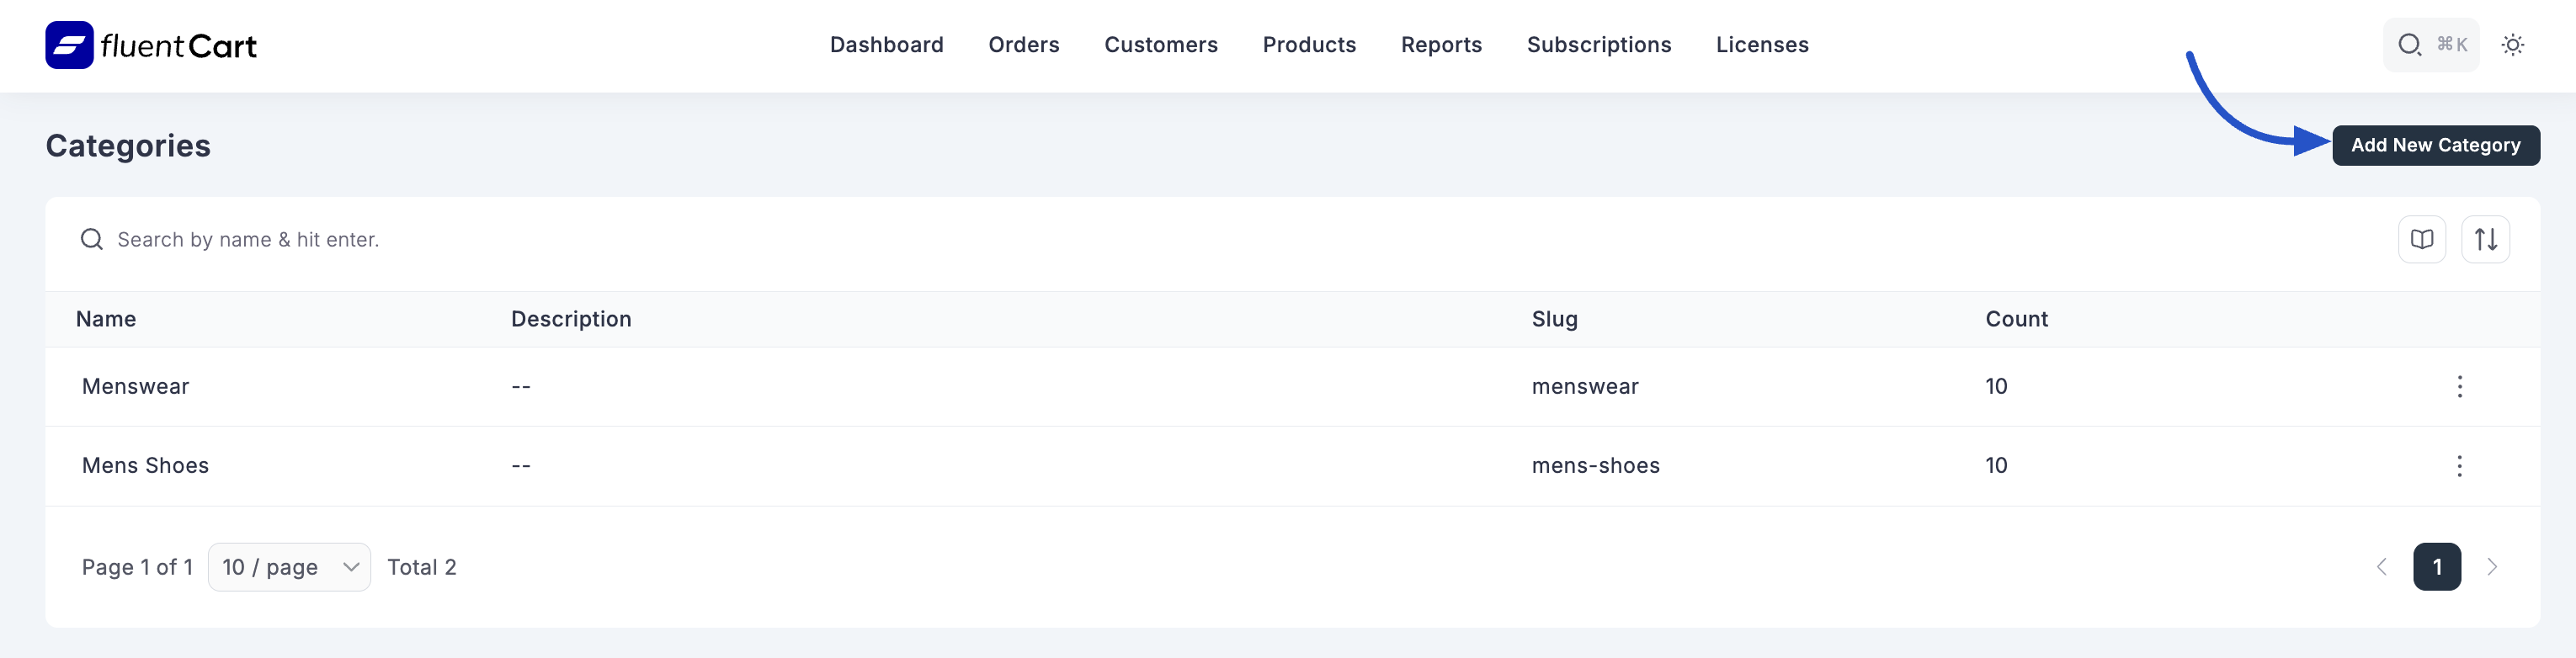 fluentCart Dashboard Orders Customers Products Reports Subscriptions Licenses ⌘K
Categories Add New Category
Search by name & hit enter.
Name Description Slug Count
Menswear -- menswear 10
Mens Shoes -- mens-shoes 10
Page 1 of 1 10 / page Total 2 1